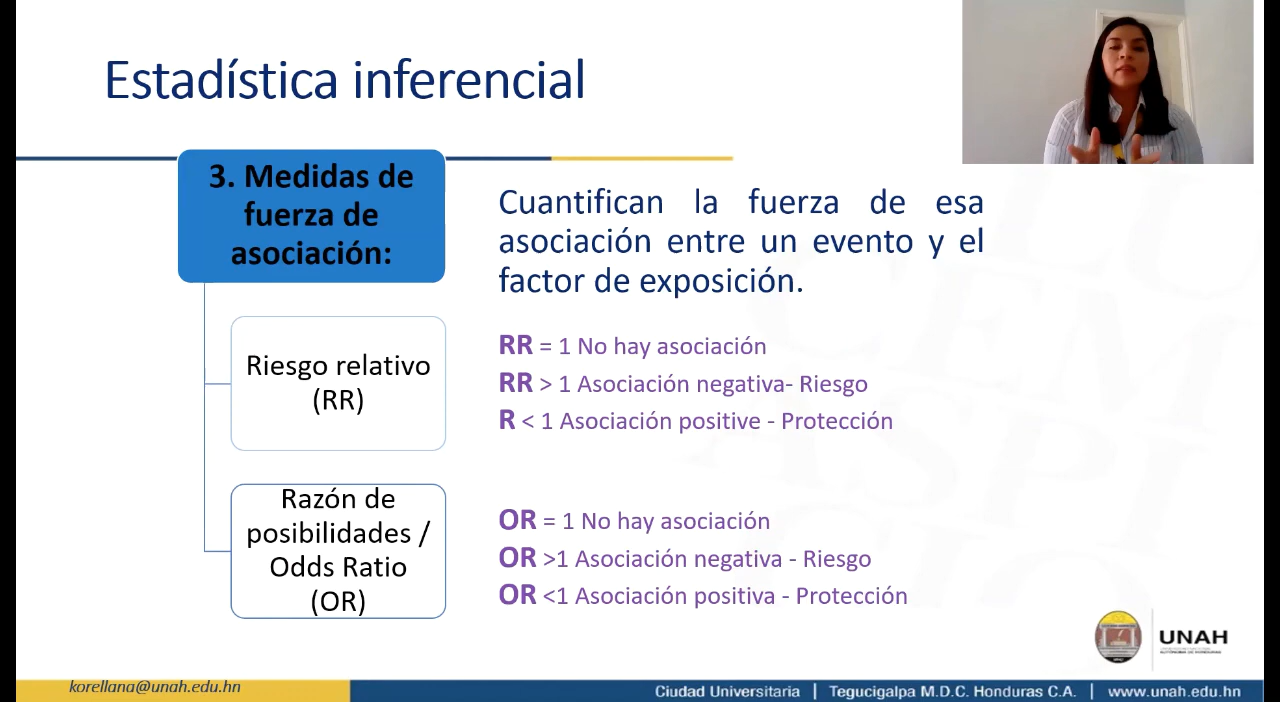 Estadística inferencial
3. Medidas de
fuerza de
asociación:
Cuantifican la fuerza de esa
asociación entre un evento y el
factor de exposición.
Riesgo relativo
(RR)
RR = 1 No hay asociación
RR > 1 Asociación negativa- Riesgo
R < 1 Asociación positive - Protección
Razón de
posibilidades /
Odds Ratio
(OR)
OR = 1 No hay asociación
OR >1 Asociación negativa - Riesgo
OR <1 Asociación positiva - Protección
UNAH
AUTÓNOMA DE HONDURAS
korellana@unah.edu.hn
Ciudad Universitaria | Tegucigalpa M.D.C. Honduras C.A. | www.unah.edu.hn